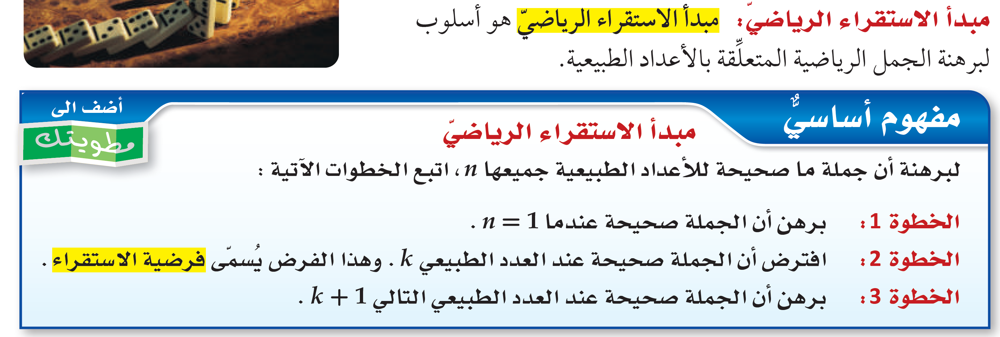 مبدأ الاستقراء الرياضيّ: مبدأ الاستقراء الرياضيّ هو أسلوب
لبرهنة الجمل الرياضية المتعلِّقة بالأعداد الطبيعية.
مفهوم أساسيٌّ
أضف الى
مطويتك
مبدأ الاستقراء الرياضيّ
لبرهنة أن جملة ما صحيحة للأعداد الطبيعية جميعها n، اتبع الخطوات الآتية :
الخطوة 1: برهن أن الجملة صحيحة عندما n = 1 .
الخطوة 2: افترض أن الجملة صحيحة عند العدد الطبيعي k . وهذا الفرض يُسمّى فرضية الاستقراء .
الخطوة 3: برهن أن الجملة صحيحة عند العدد الطبيعي التالي k + 1 .